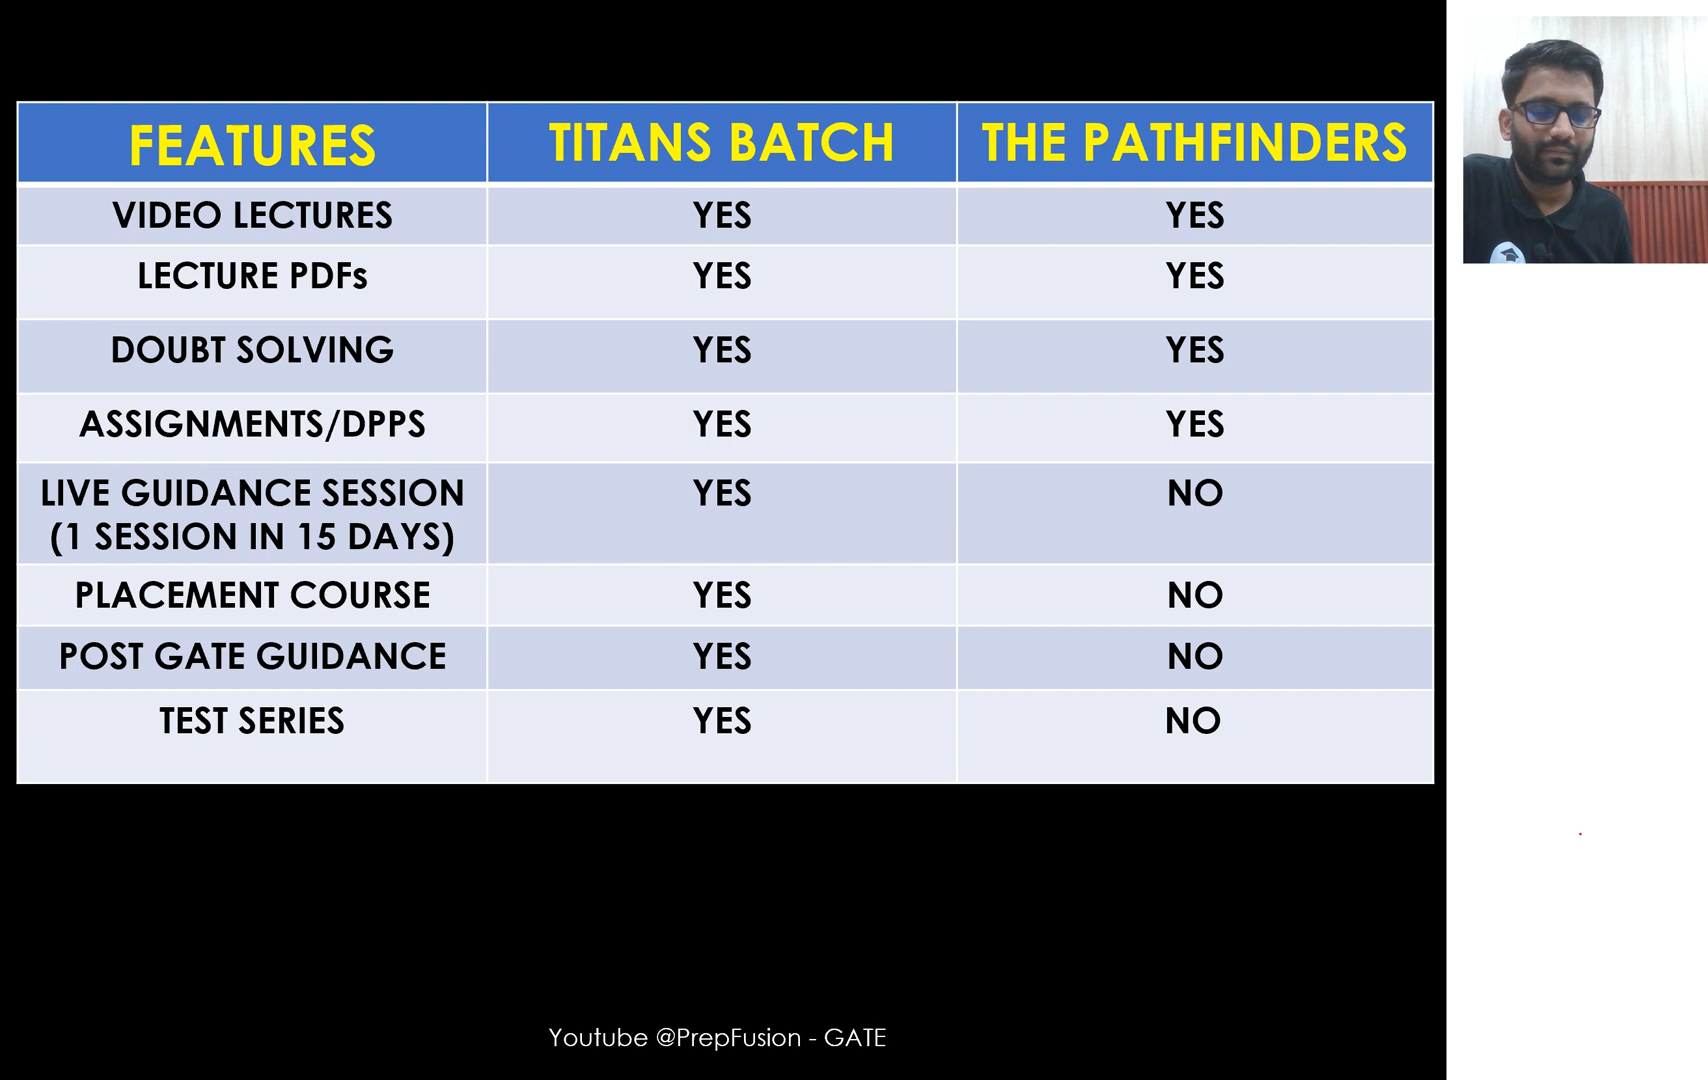 FEATURES TITANS BATCH THE PATHFINDERS
VIDEO LECTURES YES YES
LECTURE PDFs YES YES
DOUBT SOLVING YES YES
ASSIGNMENTS/DPPS YES YES
LIVE GUIDANCE SESSION YES NO
(1 SESSION IN 15 DAYS)
PLACEMENT COURSE YES NO
POST GATE GUIDANCE YES NO
TEST SERIES YES NO
Youtube @PrepFusion - GATE